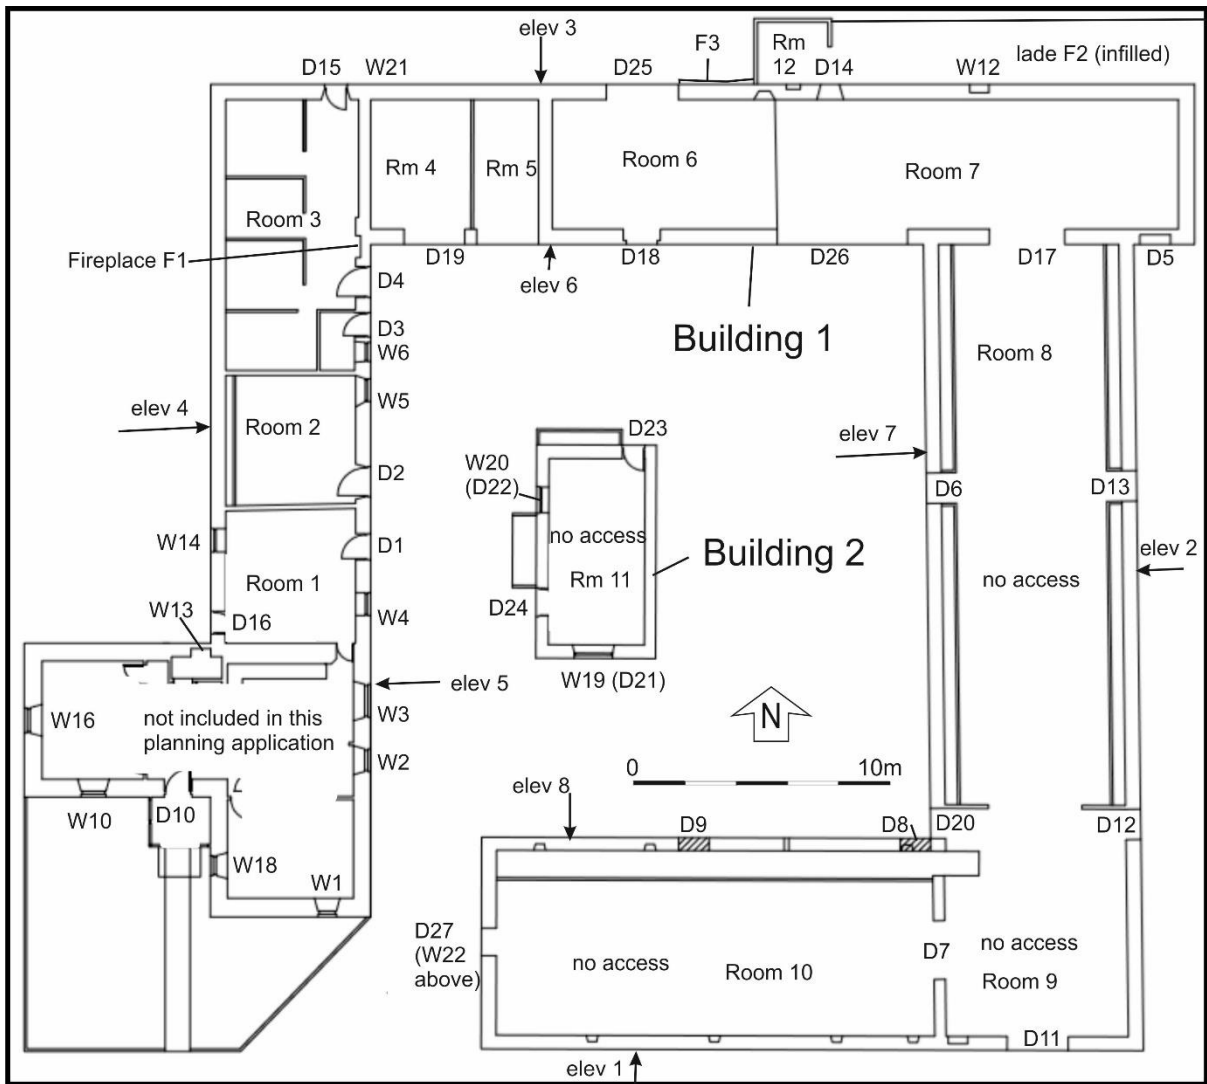 elev 3
F3
Rm
12
lade F2 (infilled)
D15
W21
D25
D14
W12
Rm 4
Rm 5
Room 6
Room 7
Room 3
Fireplace F1
D19
D18
D26
D17
D5
D4
elev 6
D3
W6
Building 1
Room 8
W5
elev 4
Room 2
D23
elev 7
W20
(D22)
D2
D6
D13
W14
D1
no access
Building 2
elev 2
Room 1
Rm 11
no access
W13
D16
W4
D24
W19 (D21)
elev 5
W16
not included in this
planning application
W3
N
W2
0
10m
elev 8
W10
D10
D9
D8
D20
D12
W18
W1
D27
(W22
above)
no access
Room 10
D7
no access
Room 9
D11
elev 1